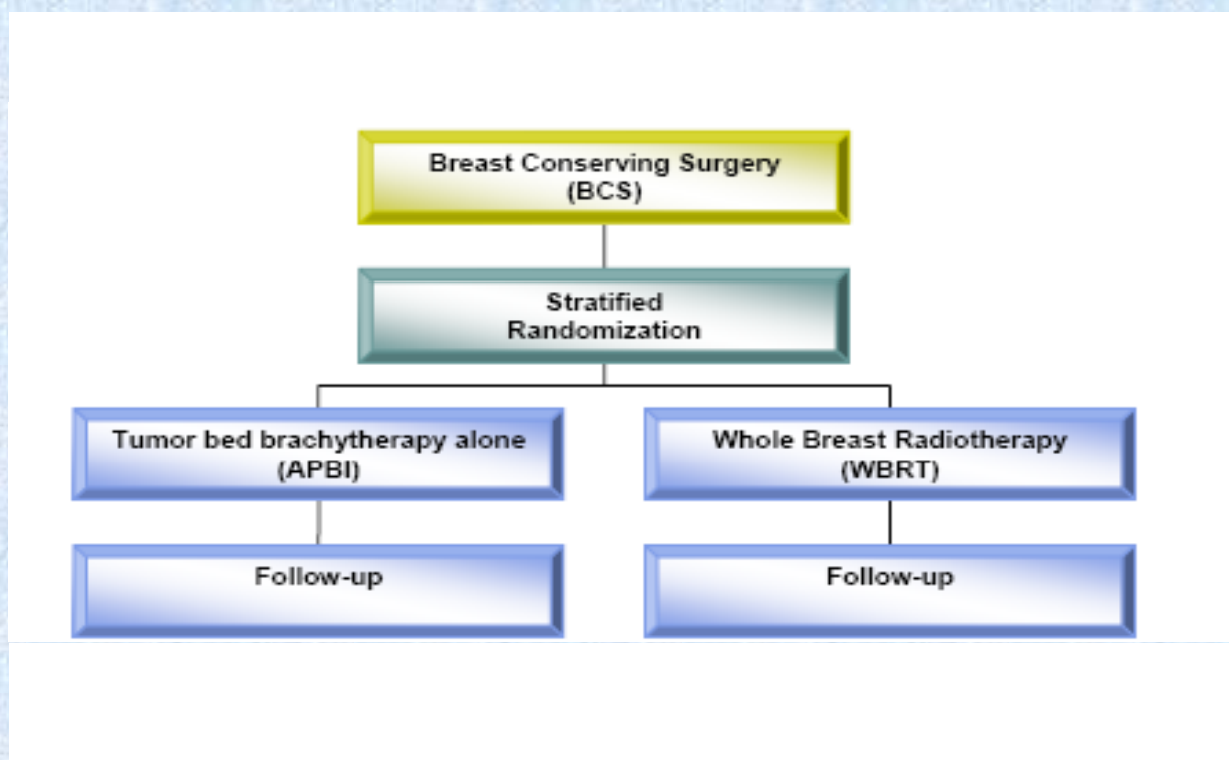 Breast Conserving Surgery
(BCS)
Stratified
Randomization
Tumor bed brachytherapy alone
(APBI)
Whole Breast Radiotherapy
(WBRT)
Follow-up
Follow-up